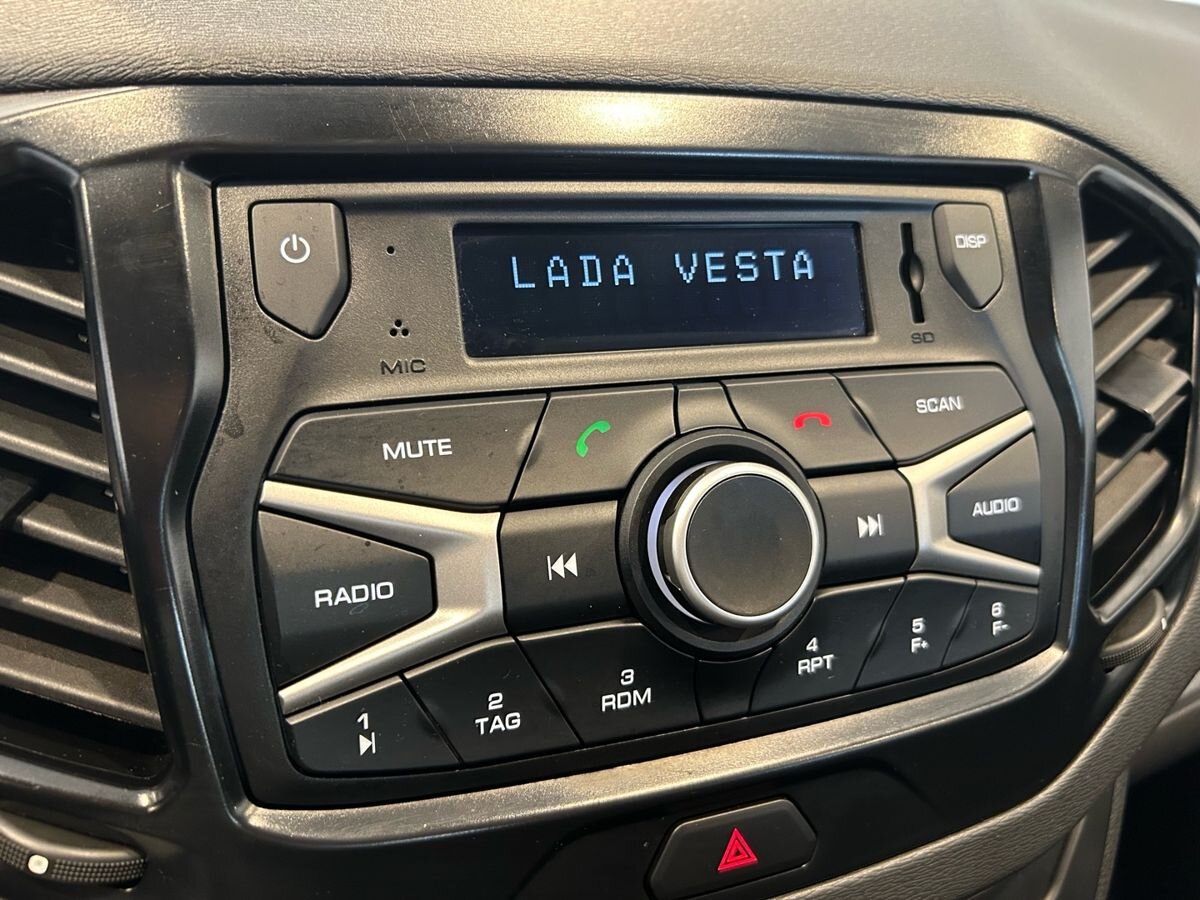 LADA VESTA
DISP
MIC
SD
MUTE
SCAN
AUDIO
RADIO
1
2
TAG
3
RDM
4
RPT
5
F+
6
F-